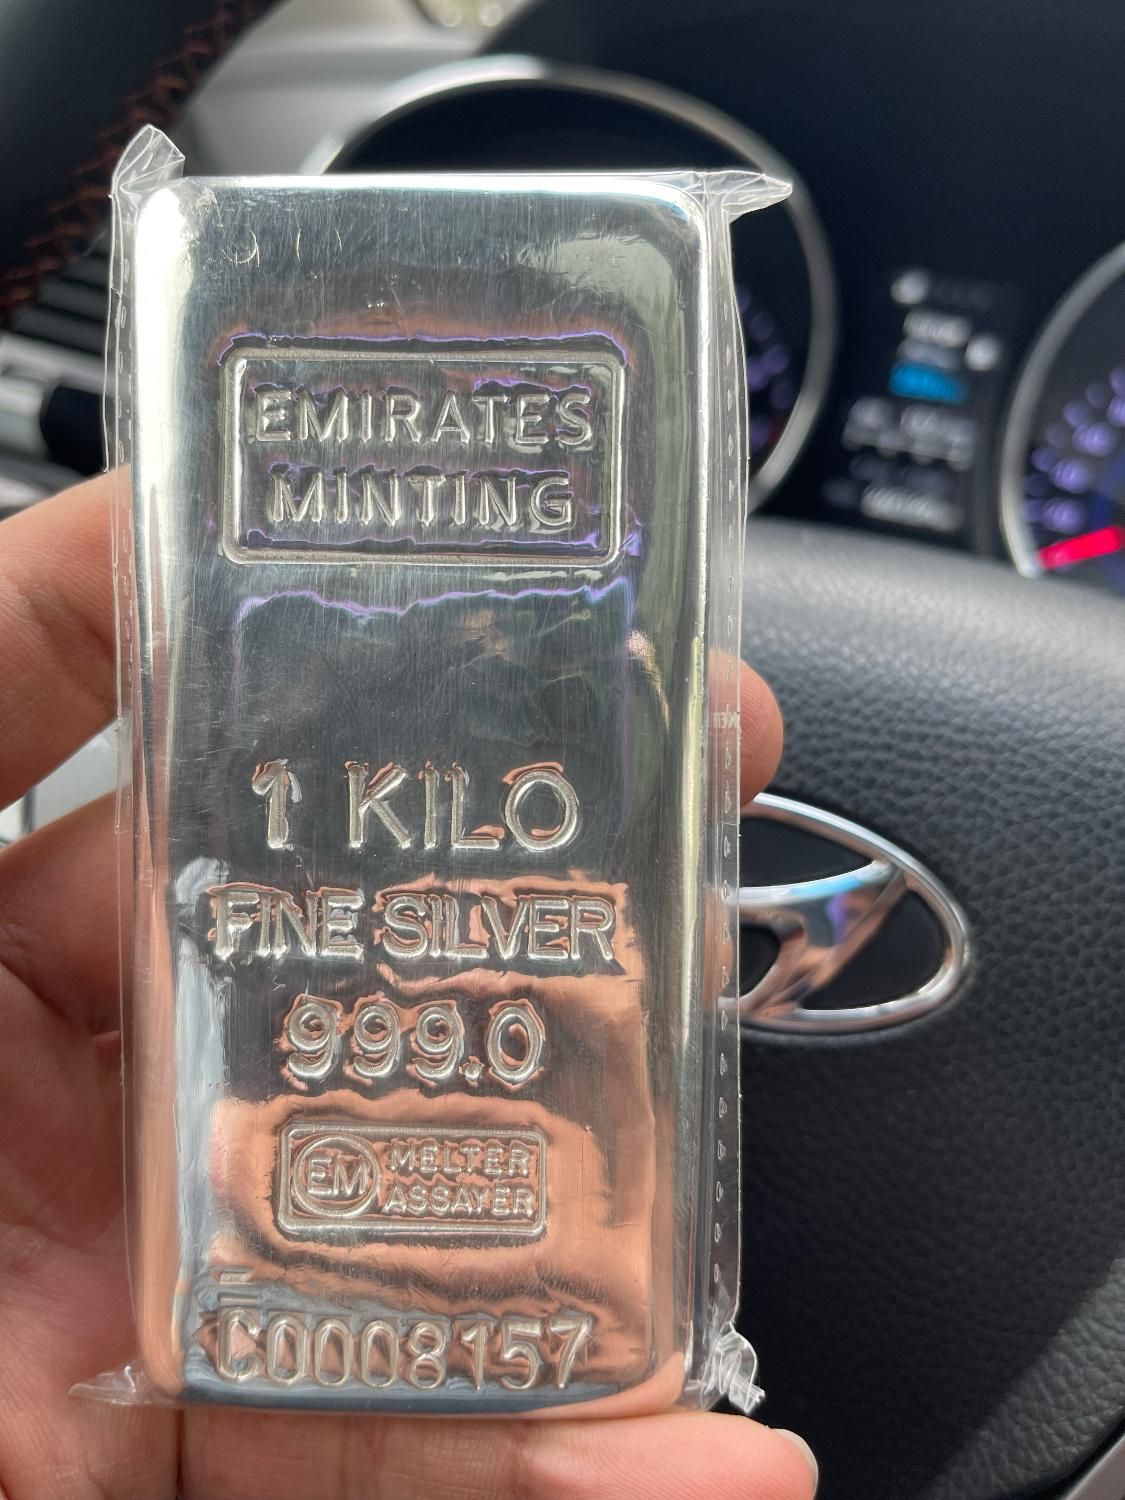 EMIRATES
MINTING
1 KILO
FINE SILVER
999.0
EM MELTER
ASSAYER
C0008157